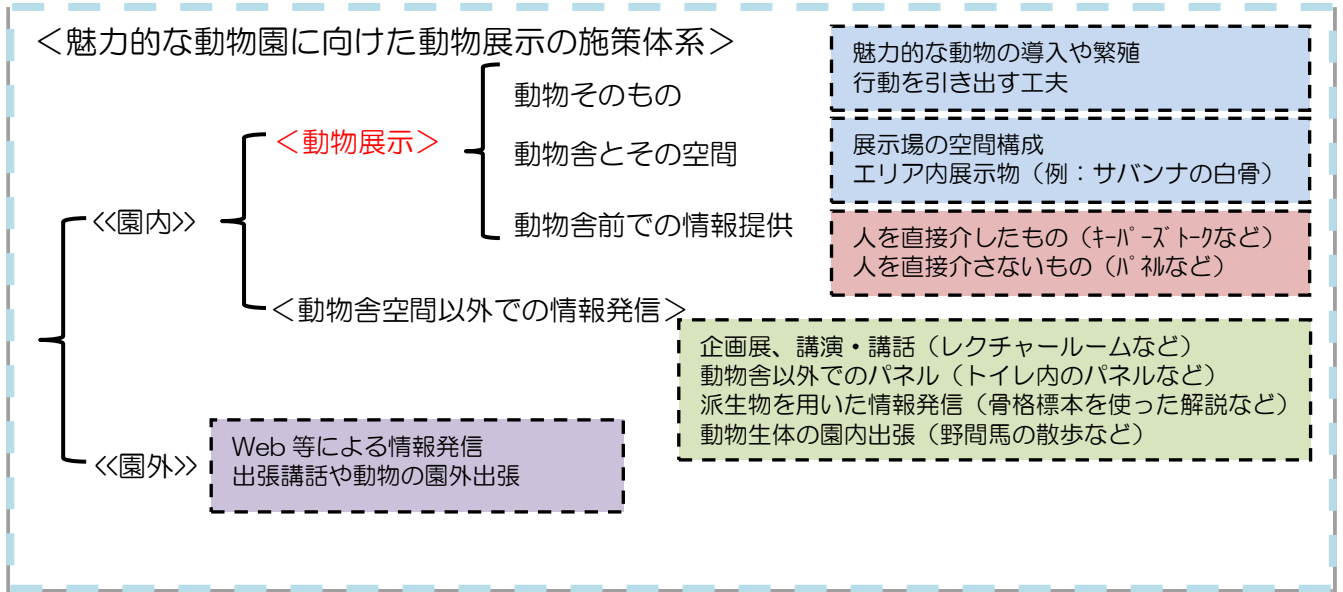 ＜魅力的な動物園に向けた動物展示の施策体系＞
魅力的な動物の導入や繁殖
行動を引き出す工夫
動物そのもの
＜動物展示＞
動物舎とその空間
展示場の空間構成
エリア内展示物（例：サバンナの白骨）
≪園内≫
動物舎前での情報提供
人を直接介したもの（ｷｰﾊﾟｰｽﾞﾄｰｸなど）
人を直接介さないもの（ﾊﾟﾈﾙなど）
＜動物舎空間以外での情報発信＞
企画展、講演・講話（レクチャールームなど）
動物舎以外でのパネル（トイレ内のパネルなど）
派生物を用いた情報発信（骨格標本を使った解説など）
動物生体の園内出張（野間馬の散歩など）
≪園外≫
Web 等による情報発信
出張講話や動物の園外出張